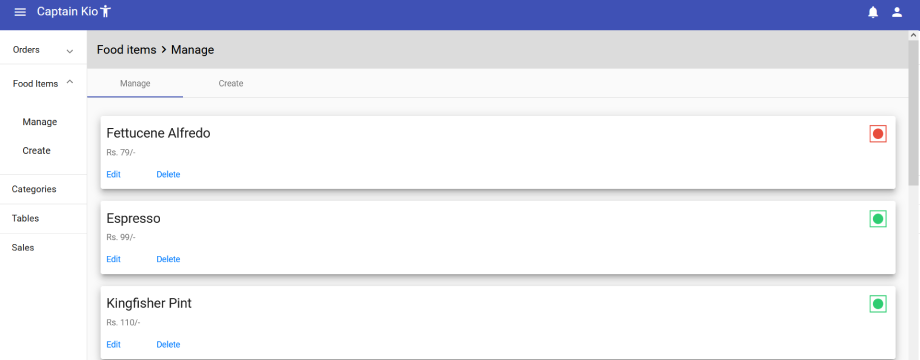 Captain Kio
Orders
Food items > Manage
Food Items
Manage
Create
Manage
Create
Categories
Tables
Sales
Fettucene Alfredo
Rs. 79/-
Edit Delete
Espresso
Rs. 99/-
Edit Delete
Kingfisher Pint
Rs. 110/-
Edit Delete